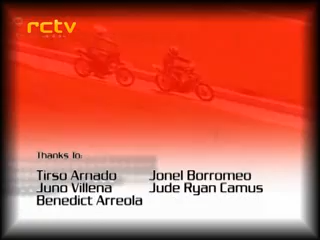 rctv
Thanks to:
Tirso Arnado Jonel Borromeo
Juno Villena Jude Ryan Camus
Benedict Arreola